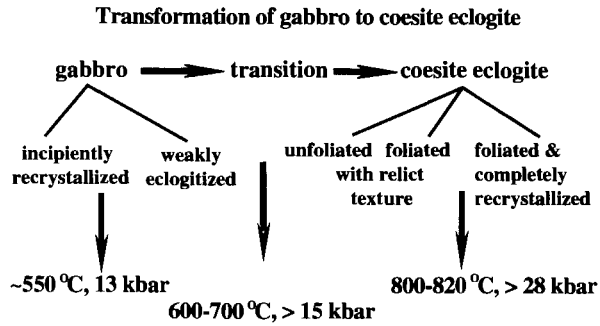 Transformation of gabbro to coesite eclogite
gabbro transition coesite eclogite
incipiently recrystallized
weakly eclogitized
unfoliated foliated
with relict
texture
foliated &
completely
recrystallized
~550 °C, 13 kbar
600-700 °C, > 15 kbar
800-820 °C, > 28 kbar